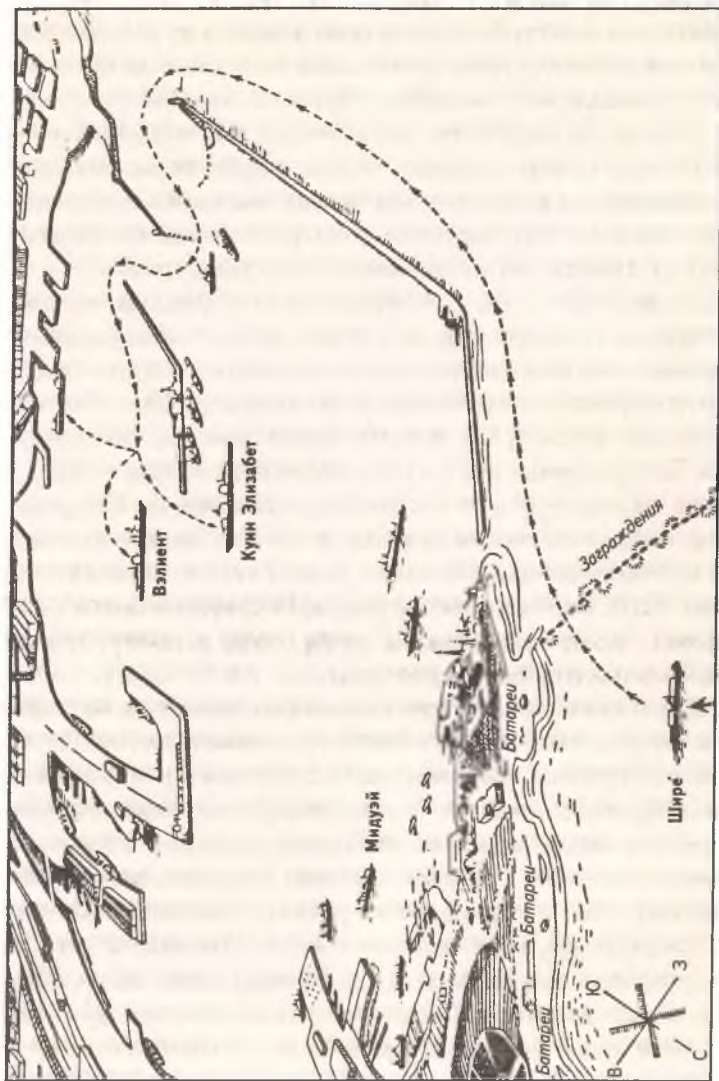 Вэлиент
Куин Элизабет
Мидуэй
Заграждения
Батареи
Батареи
Батареи
Шире
Ю
В
З
С